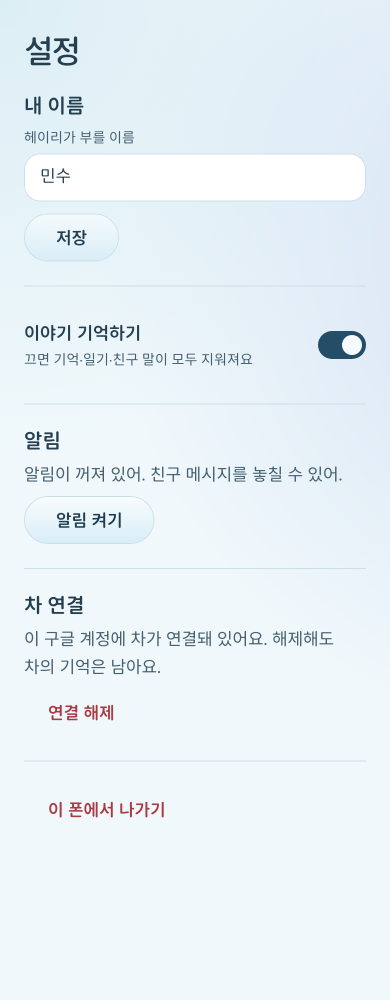 설정
내 이름
헤이리가 부를 이름
민수
저장
이야기 기억하기
끄면 기억·일기·친구 말이 모두 지워져요
알림
알림이 꺼져 있어. 친구 메시지를 놓칠 수 있어.
알림 켜기
차 연결
이 구글 계정에 차가 연결돼 있어요. 해제해도
차의 기억은 남아요.
연결 해제
이 폰에서 나가기